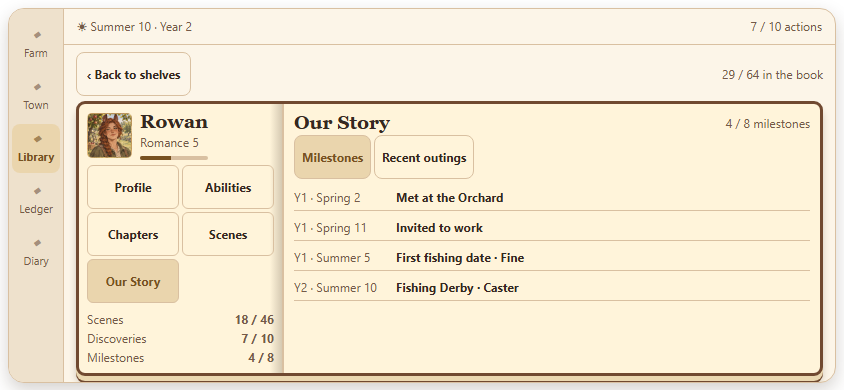 ☀ Summer 10 · Year 2
7 / 10 actions
Farm
Town
Library
Ledger
Diary
‹ Back to shelves
29 / 64 in the book
Rowan
Romance 5
Profile
Abilities
Chapters
Scenes
Our Story
Scenes 18 / 46
Discoveries 7 / 10
Milestones 4 / 8
Our Story
4 / 8 milestones
Milestones
Recent outings
Y1 · Spring 2 Met at the Orchard
Y1 · Spring 11 Invited to work
Y1 · Summer 5 First fishing date · Fine
Y2 · Summer 10 Fishing Derby · Caster